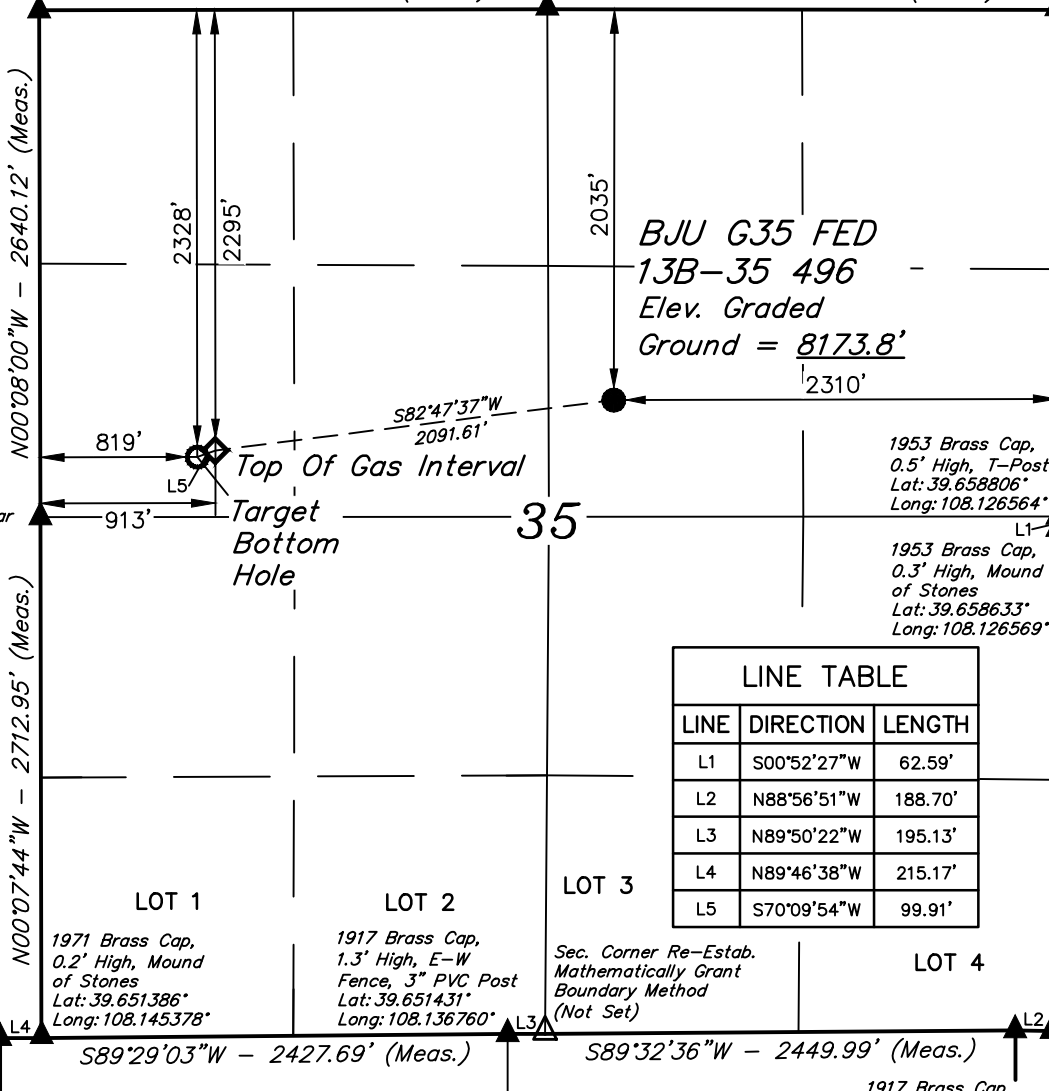 N00°08'00"W - 2640.12' (Meas.)
2328'
2295'
2035'
BJU G35 FED
13B-35 496
Elev. Graded
Ground = 8173.8'
2310'
S82°47'37"W
2091.61'
819'
L5
Top Of Gas Interval
913'
Target
Bottom
Hole
35
1953 Brass Cap,
0.5' High, T-Post
Lat: 39.658806°
Long: 108.126564°
L1
1953 Brass Cap,
0.3' High, Mound
of Stones
Lat: 39.658633°
Long: 108.126569°
N00°07'44"W - 2712.95' (Meas.)
LINE TABLE
LINE DIRECTION LENGTH
L1 S00°52'27"W 62.59'
L2 N88°56'51"W 188.70'
L3 N89°50'22"W 195.13'
L4 N89°46'38"W 215.17'
L5 S70°09'54"W 99.91'
LOT 1
LOT 2
LOT 3
LOT 4
1971 Brass Cap,
0.2' High, Mound
of Stones
Lat: 39.651386°
Long: 108.145378°
1917 Brass Cap,
1.3' High, E-W
Fence, 3" PVC Post
Lat: 39.651431°
Long: 108.136760°
Sec. Corner Re-Estab.
Mathematically Grant
Boundary Method
(Not Set)
L4
L3
L2
S89°29'03"W - 2427.69' (Meas.)
S89°32'36"W - 2449.99' (Meas.)
1917 Brass Cap